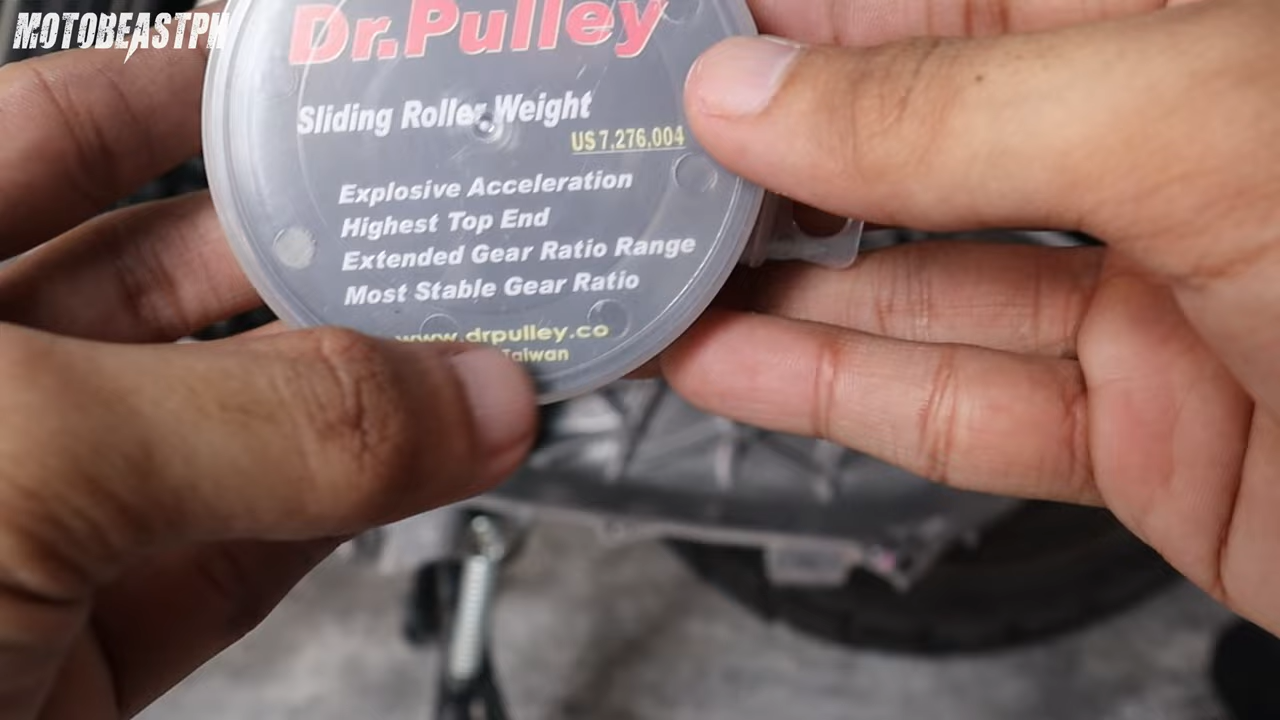 MOTOBEASTPH
Dr.Pulley
Sliding Roller Weight
US 7,276,004
Explosive Acceleration
Highest Top End
Extended Gear Ratio Range
Most Stable Gear Ratio
www.drpulley.co
Taiwan